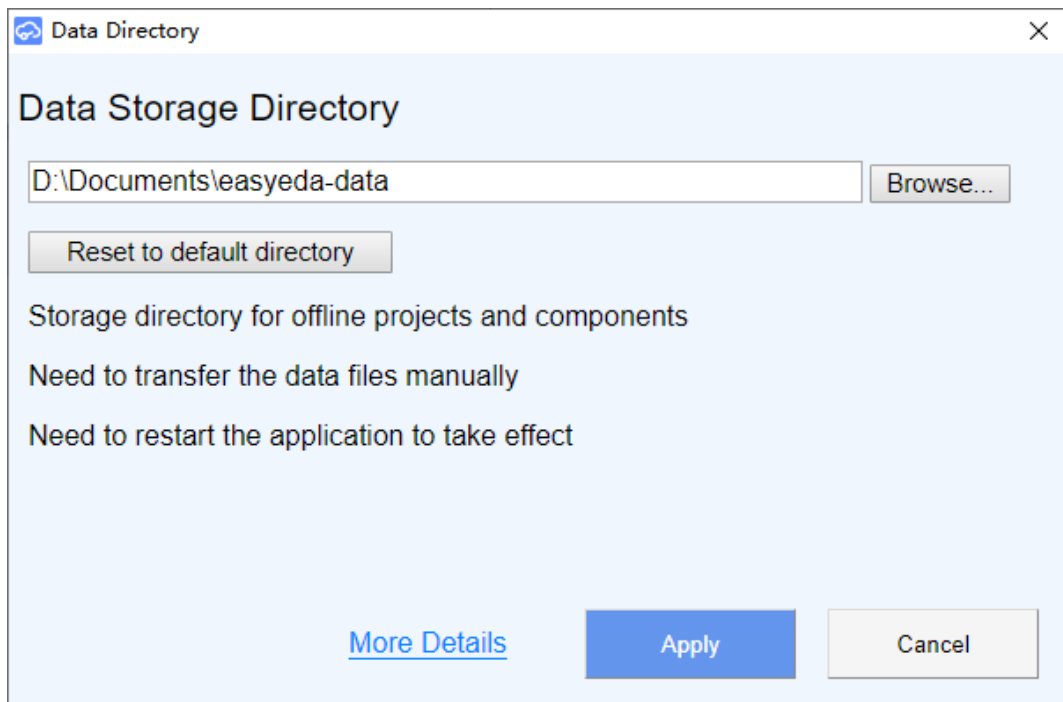 Data Directory
Data Storage Directory
D:\Documents\easyeda-data
Browse...
Reset to default directory
Storage directory for offline projects and components
Need to transfer the data files manually
Need to restart the application to take effect
More Details
Apply
Cancel